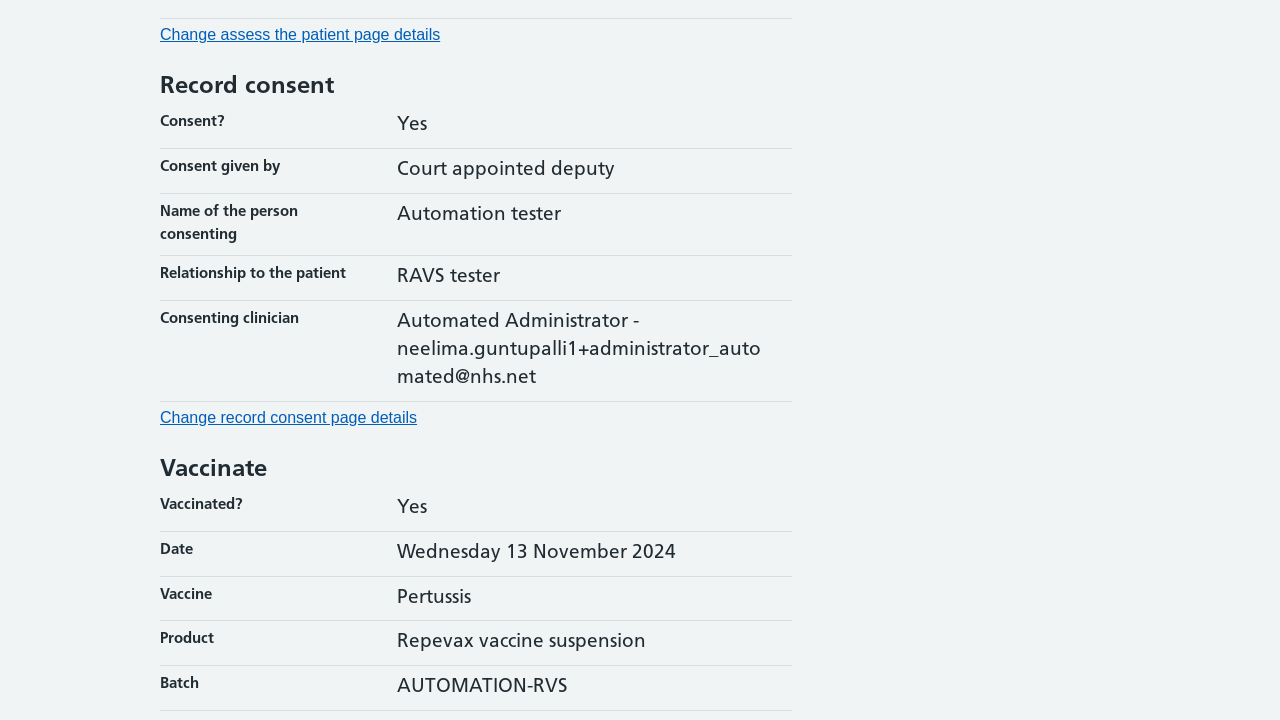 Change assess the patient page details
Record consent
Consent? Yes
Consent given by Court appointed deputy
Name of the person Automation tester
consenting
Relationship to the patient RAVS tester
Consenting clinician Automated Administrator -
neelima.guntupalli1+administrator_auto
mated@nhs.net
Change record consent page details
Vaccinate
Vaccinated? Yes
Date Wednesday 13 November 2024
Vaccine Pertussis
Product Repevax vaccine suspension
Batch AUTOMATION-RVS